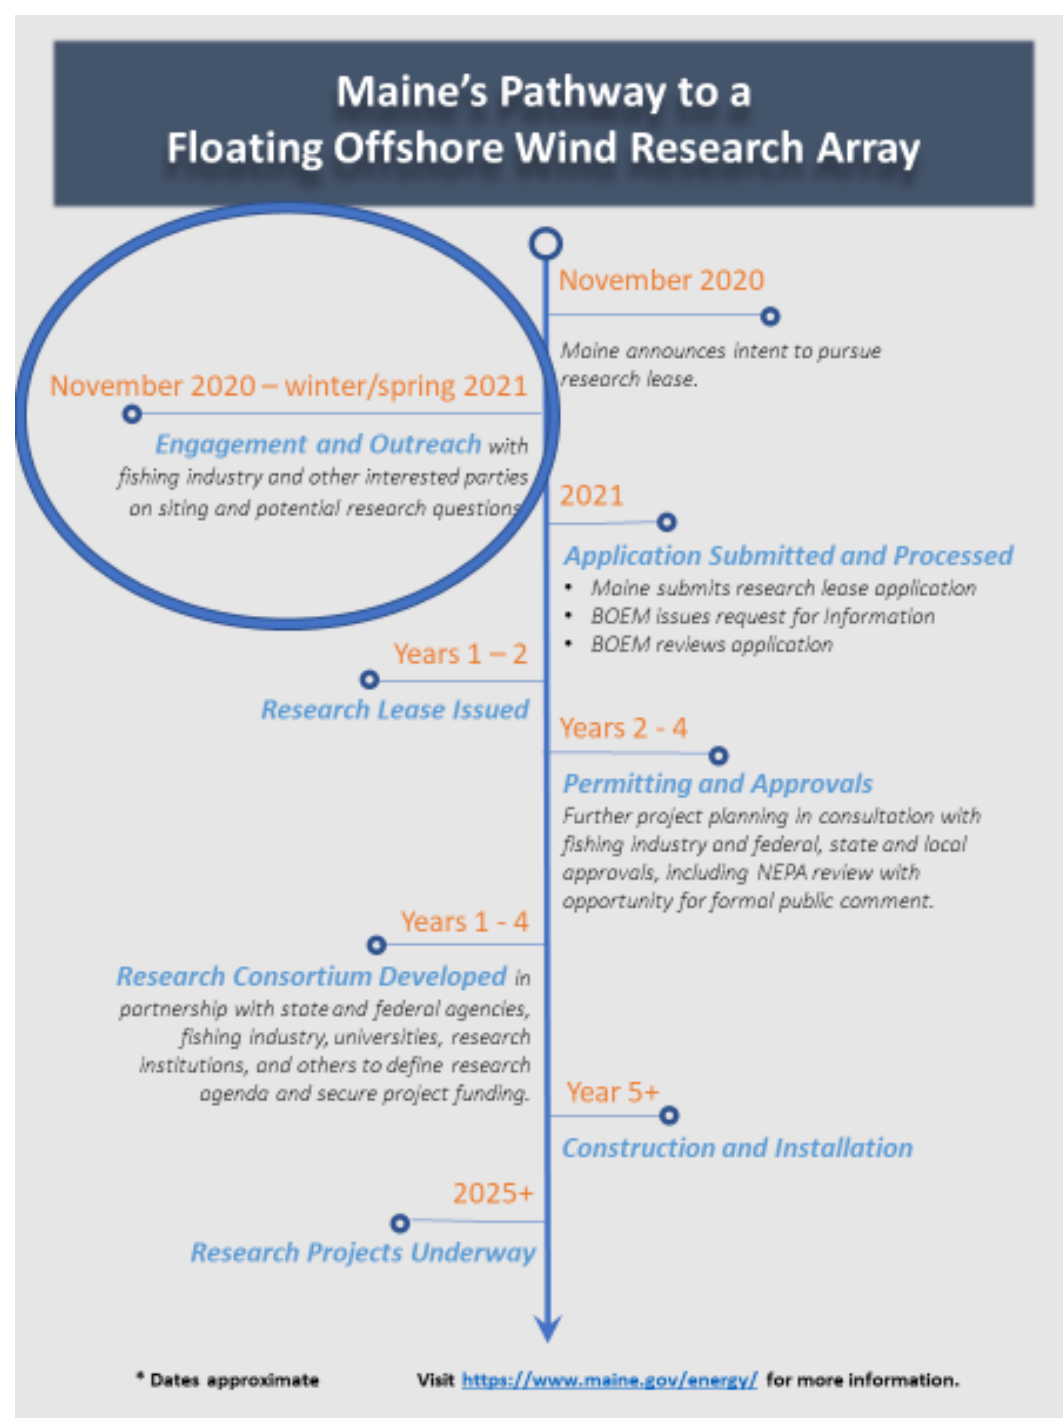 Maine's Pathway to a
Floating Offshore Wind Research Array
November 2020
Maine announces intent to pursue
research lease.
November 2020 – winter/spring 2021
Engagement and Outreach with
fishing industry and other interested parties
on siting and potential research questions
2021
Application Submitted and Processed
• Maine submits research lease application
• BOEM issues request for Information
• BOEM reviews application
Years 1 – 2
Research Lease Issued
Years 2 - 4
Permitting and Approvals
Further project planning in consultation with
fishing industry and federal, state and local
approvals, including NEPA review with
opportunity for formal public comment.
Years 1 - 4
Research Consortium Developed in
partnership with state and federal agencies,
fishing industry, universities, research
institutions, and others to define research
agenda and secure project funding.
Year 5+
Construction and Installation
2025+
Research Projects Underway
* Dates approximate
Visit https://www.maine.gov/energy/ for more information.